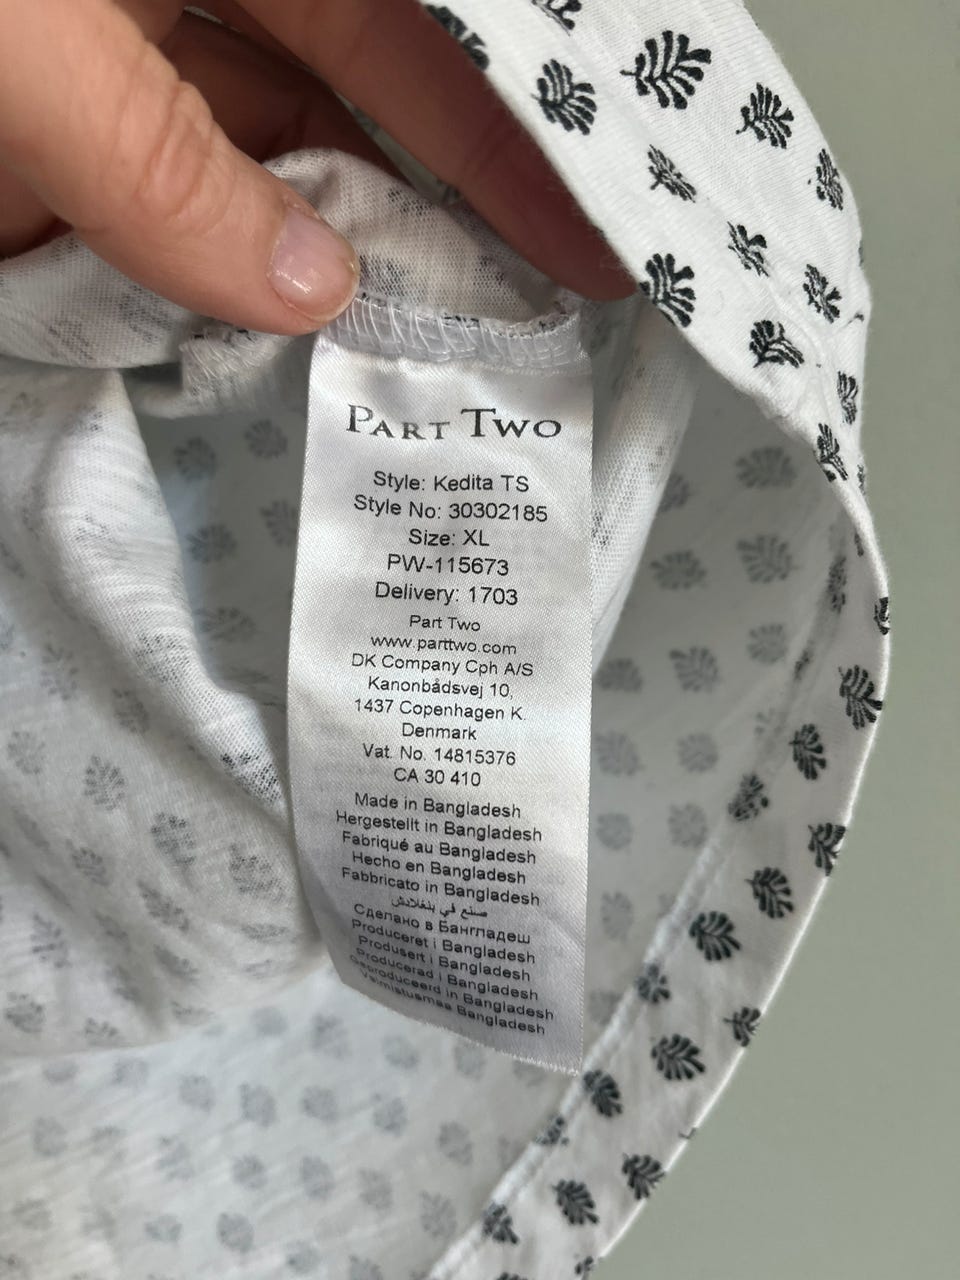 PART TWO
Style: Kedita TS
Style No: 30302185
Size: XL
PW-115673
Delivery: 1703
Part Two
www.parttwo.com
DK Company Cph A/S
Kanonbådsvej 10,
1437 Copenhagen K.
Denmark
Vat. No. 14815376
CA 30 410
Made in Bangladesh
Hergestellt in Bangladesh
Fabriqué au Bangladesh
Hecho en Bangladesh
Fabbricato in Bangladesh
صنع في بنغلادش
Сделано в Бангладеш
Produceret i Bangladesh
Produsert i Bangladesh
Producerad i Bangladesh
Geproduceerd in Bangladesh
Valmistusmaa Bangladesh